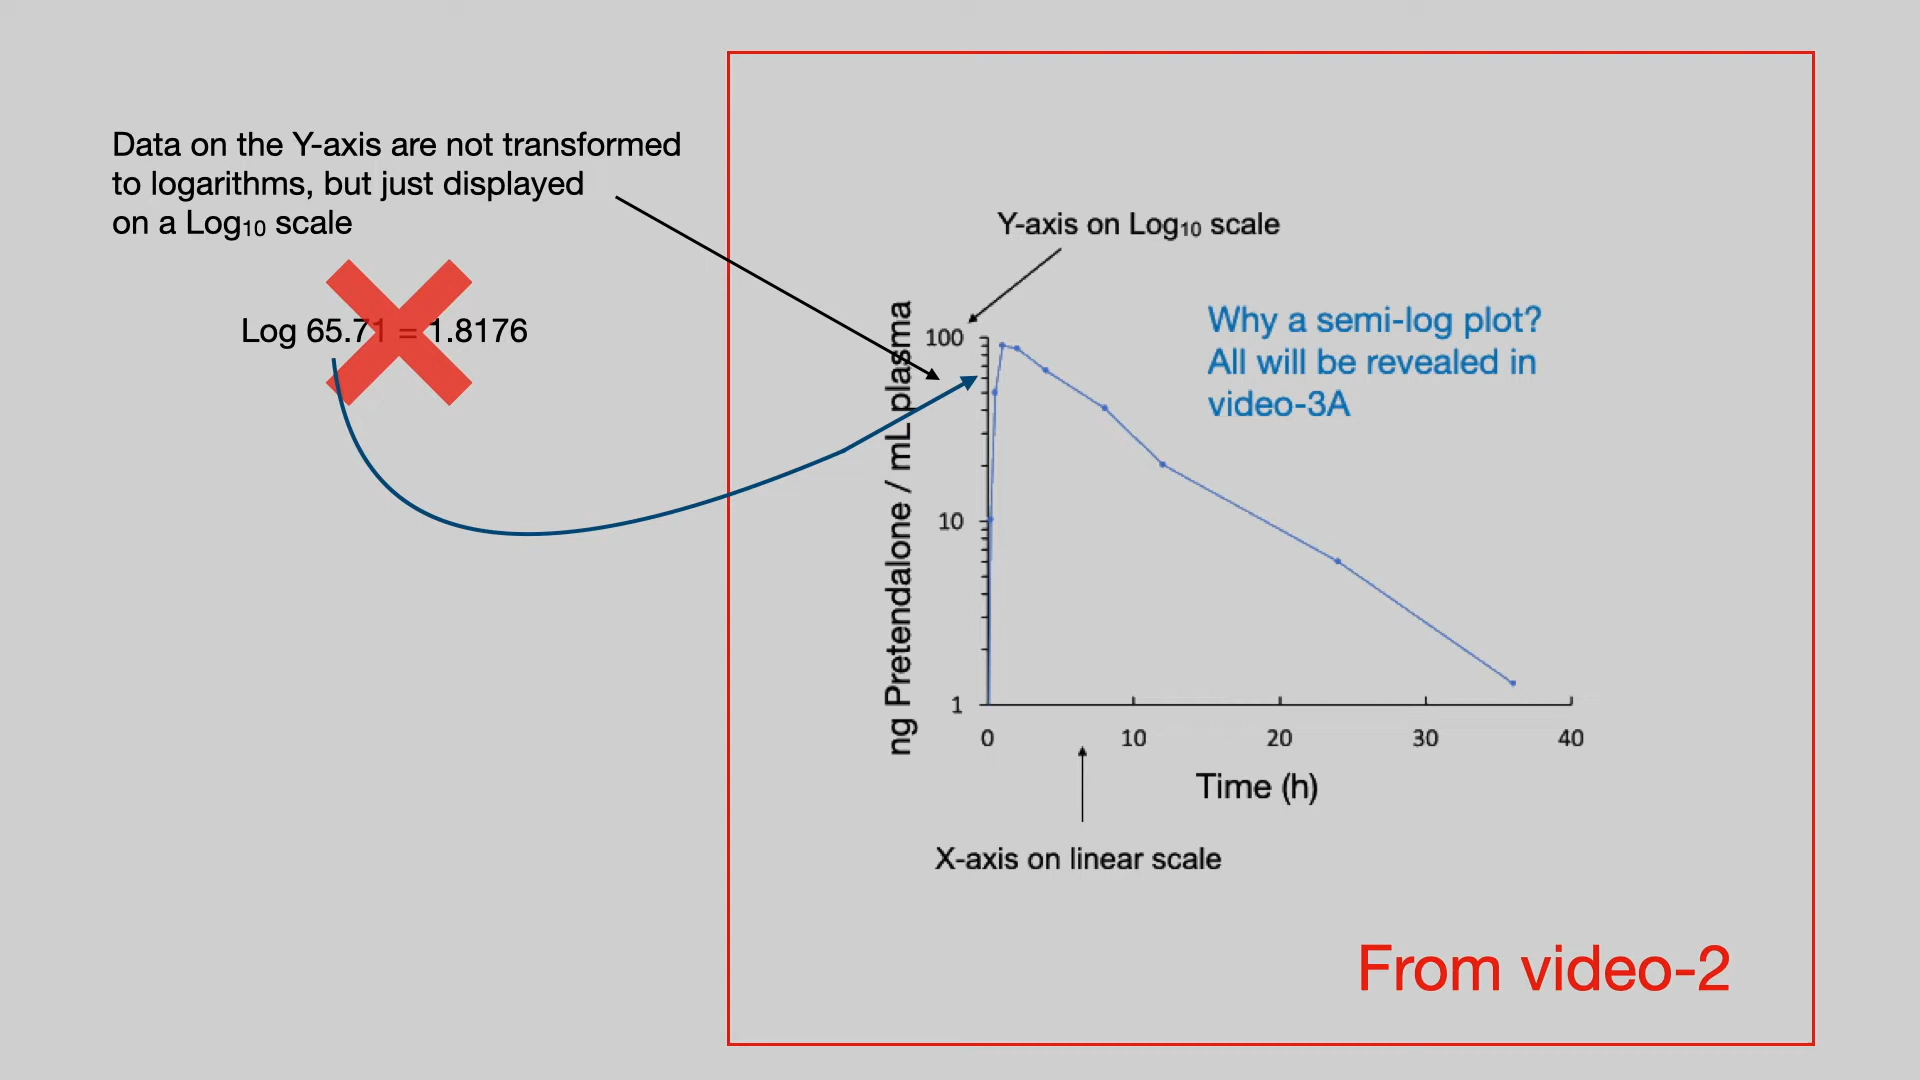 Data on the Y-axis are not transformed
to logarithms, but just displayed
on a Log₁₀ scale
Log 65.71 = 1.8176
Y-axis on Log₁₀ scale
Why a semi-log plot?
All will be revealed in
video-3A
ng Pretendalone / mL plasma
100
10
1
0 10 20 30 40
Time (h)
X-axis on linear scale
From video-2